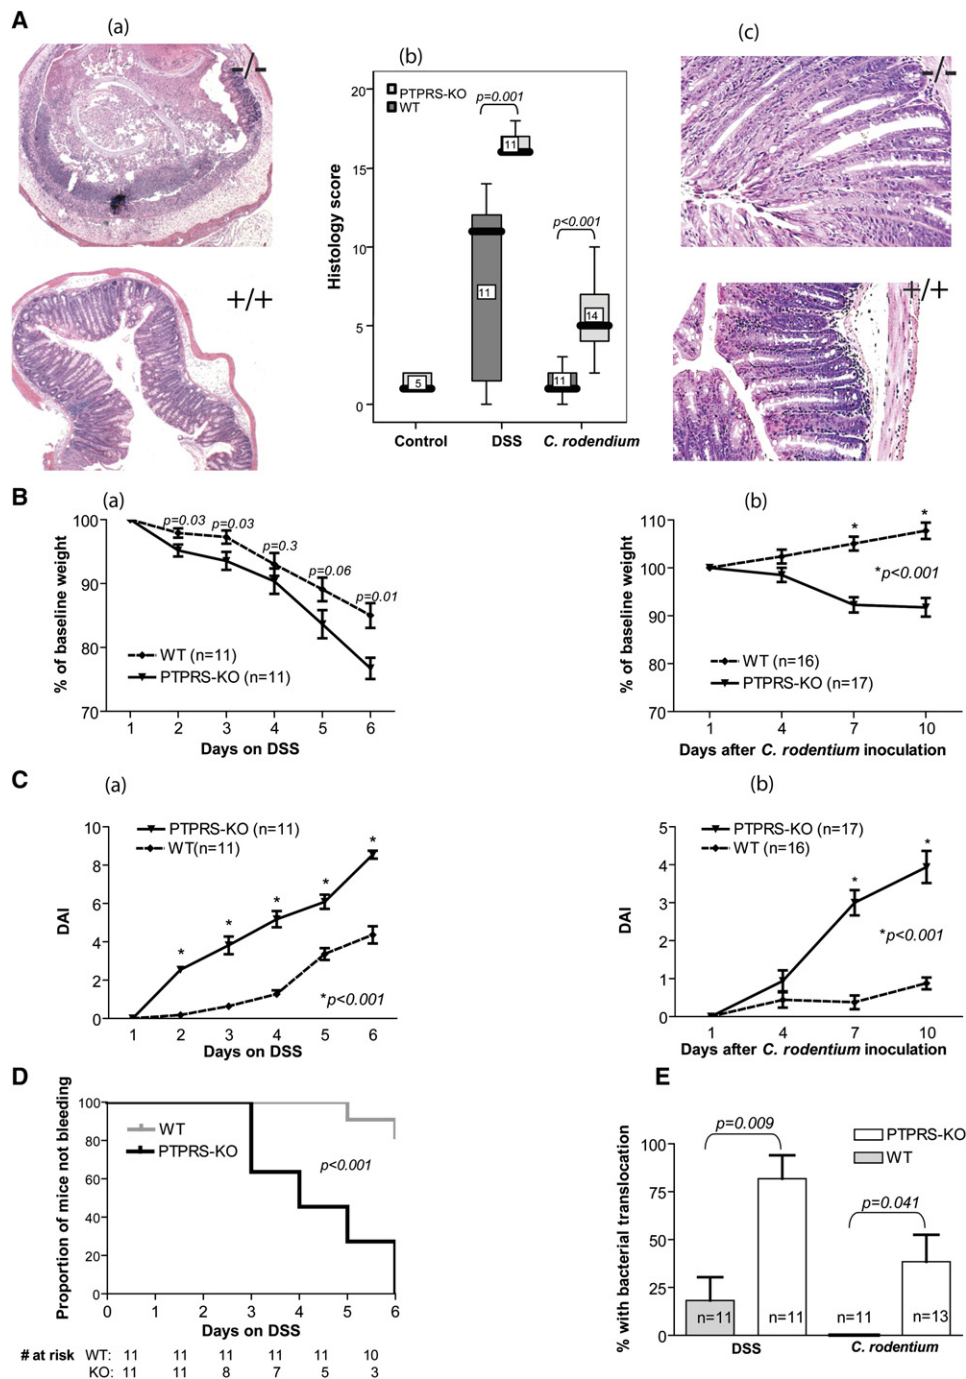 A
(a)
-/-
+/+
(b)
PTPRS-KO
WT
p=0.001
p<0.001
Histology score
20
15
10
5
0
5
11
11
11
14
Control
DSS
C. rodendium
(c)
-/-
+/+
B
(a)
% of baseline weight
100
90
80
70
p=0.03
p=0.03
p=0.3
p=0.06
p=0.01
WT (n=11)
PTPRS-KO (n=11)
1 2 3 4 5 6
Days on DSS
(b)
% of baseline weight
110
100
90
80
70
* *
*p<0.001
WT (n=16)
PTPRS-KO (n=17)
1 4 7 10
Days after C. rodentium inoculation
C
(a)
PTPRS-KO (n=11)
WT(n=11)
DAI
10
8
6
4
2
0
* * * * *
*p<0.001
1 2 3 4 5 6
Days on DSS
(b)
PTPRS-KO (n=17)
WT (n=16)
DAI
5
4
3
2
1
0
* *
*p<0.001
1 4 7 10
Days after C. rodentium inoculation
D
Proportion of mice not bleeding
100
80
60
40
20
0
WT
PTPRS-KO
p<0.001
0 1 2 3 4 5 6
Days on DSS
# at risk WT: 11 11 11 11 11 10
KO: 11 11 8 7 5 3
E
% with bacterial translocation
100
75
50
25
0
PTPRS-KO
WT
p=0.009
p=0.041
n=11 n=11 n=11 n=13
DSS
C. rodentium